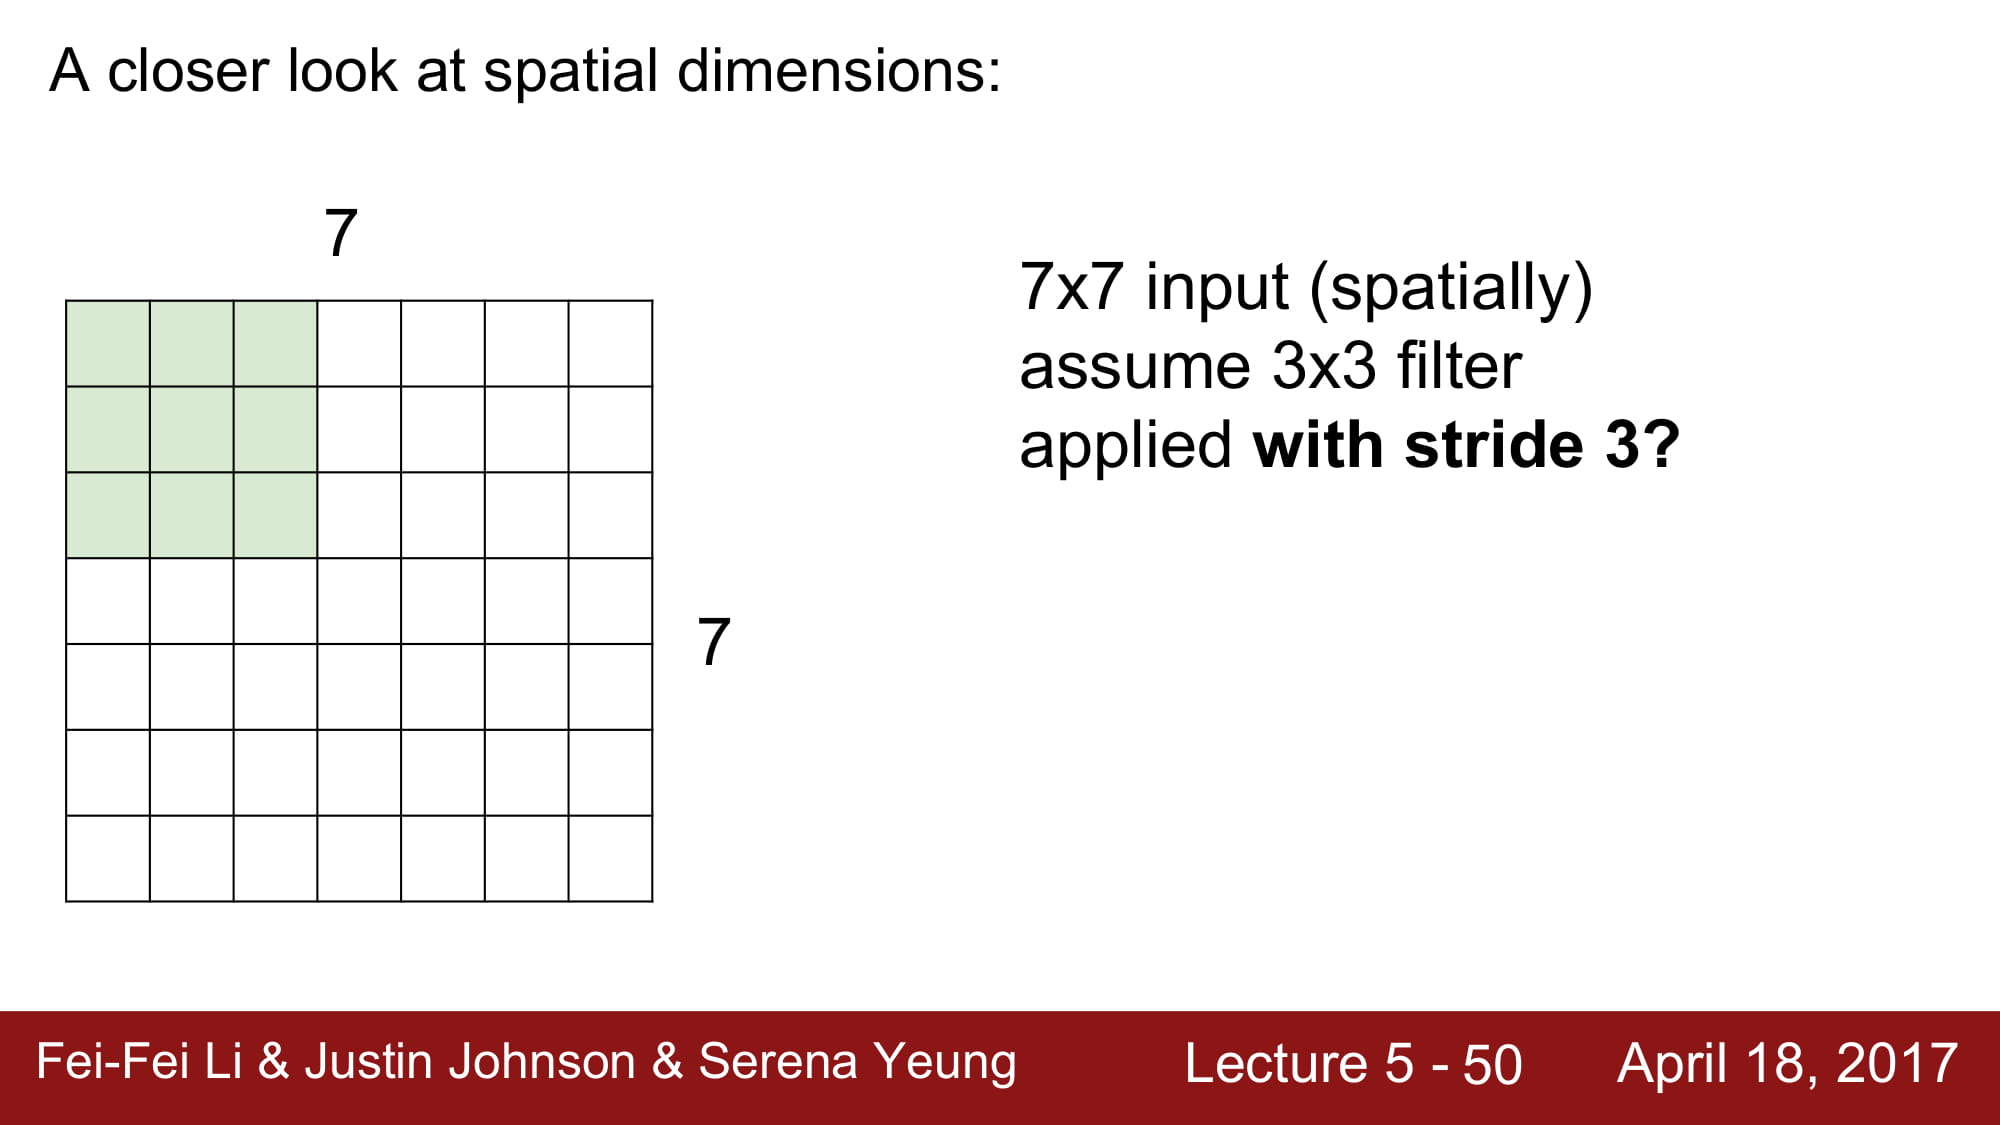 A closer look at spatial dimensions:
7
7x7 input (spatially)
assume 3x3 filter
applied with stride 3?
7
Fei-Fei Li & Justin Johnson & Serena Yeung
Lecture 5 - 50
April 18, 2017